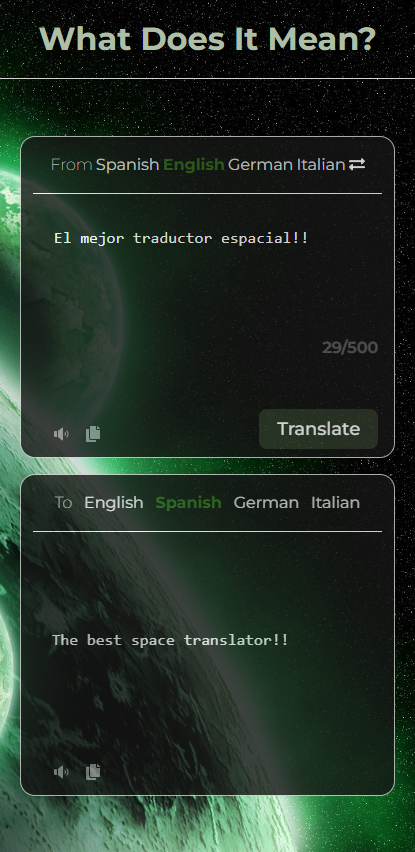 What Does It Mean?
From Spanish English German Italian
El mejor traductor espacial!!
29/500
Translate
To English Spanish German Italian
The best space translator!!